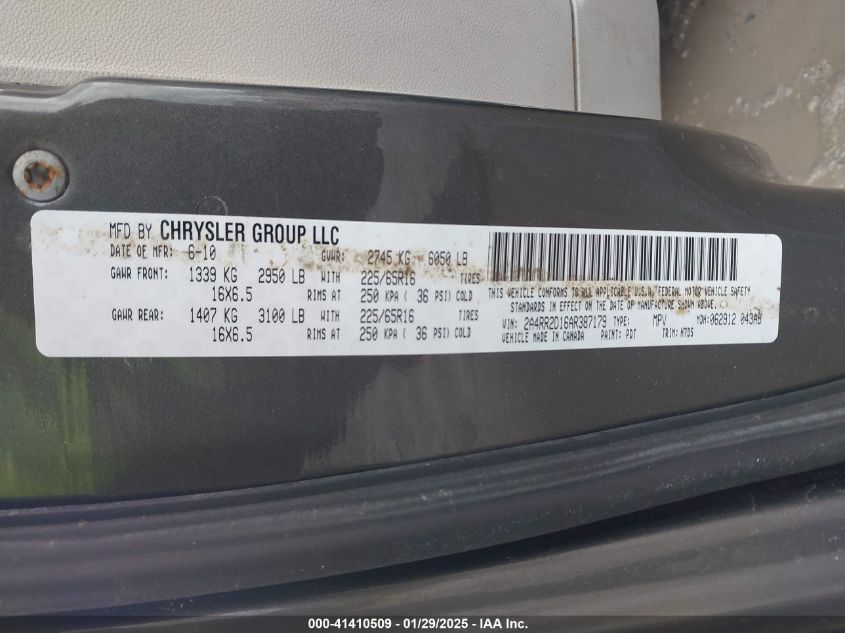 MFD BY CHRYSLER GROUP LLC
DATE OF MFR: 6-10 GVWR: 2745 KG 6050 LB
GAWR FRONT: 1339 KG 2950 LB WITH 225/65R16 TIRES
16X6.5 RIMS AT 250 KPA ( 36 PSI) COLD
GAWR REAR: 1407 KG 3100 LB WITH 225/65R16 TIRES
16X6.5 RIMS AT 250 KPA ( 36 PSI) COLD
THIS VEHICLE CONFORMS TO ALL APPLICABLE U.S.A. FEDERAL MOTOR VEHICLE SAFETY
STANDARDS IN EFFECT ON THE DATE OF MANUFACTURE SHOWN ABOVE.
VIN: 2A4RR2D16AR387179 TYPE: MPV MDH: 062912 043AB
VEHICLE MADE IN CANADA PAINT: PDT TRIM: H7DS
000-41410509 - 01/29/2025 - IAA Inc.